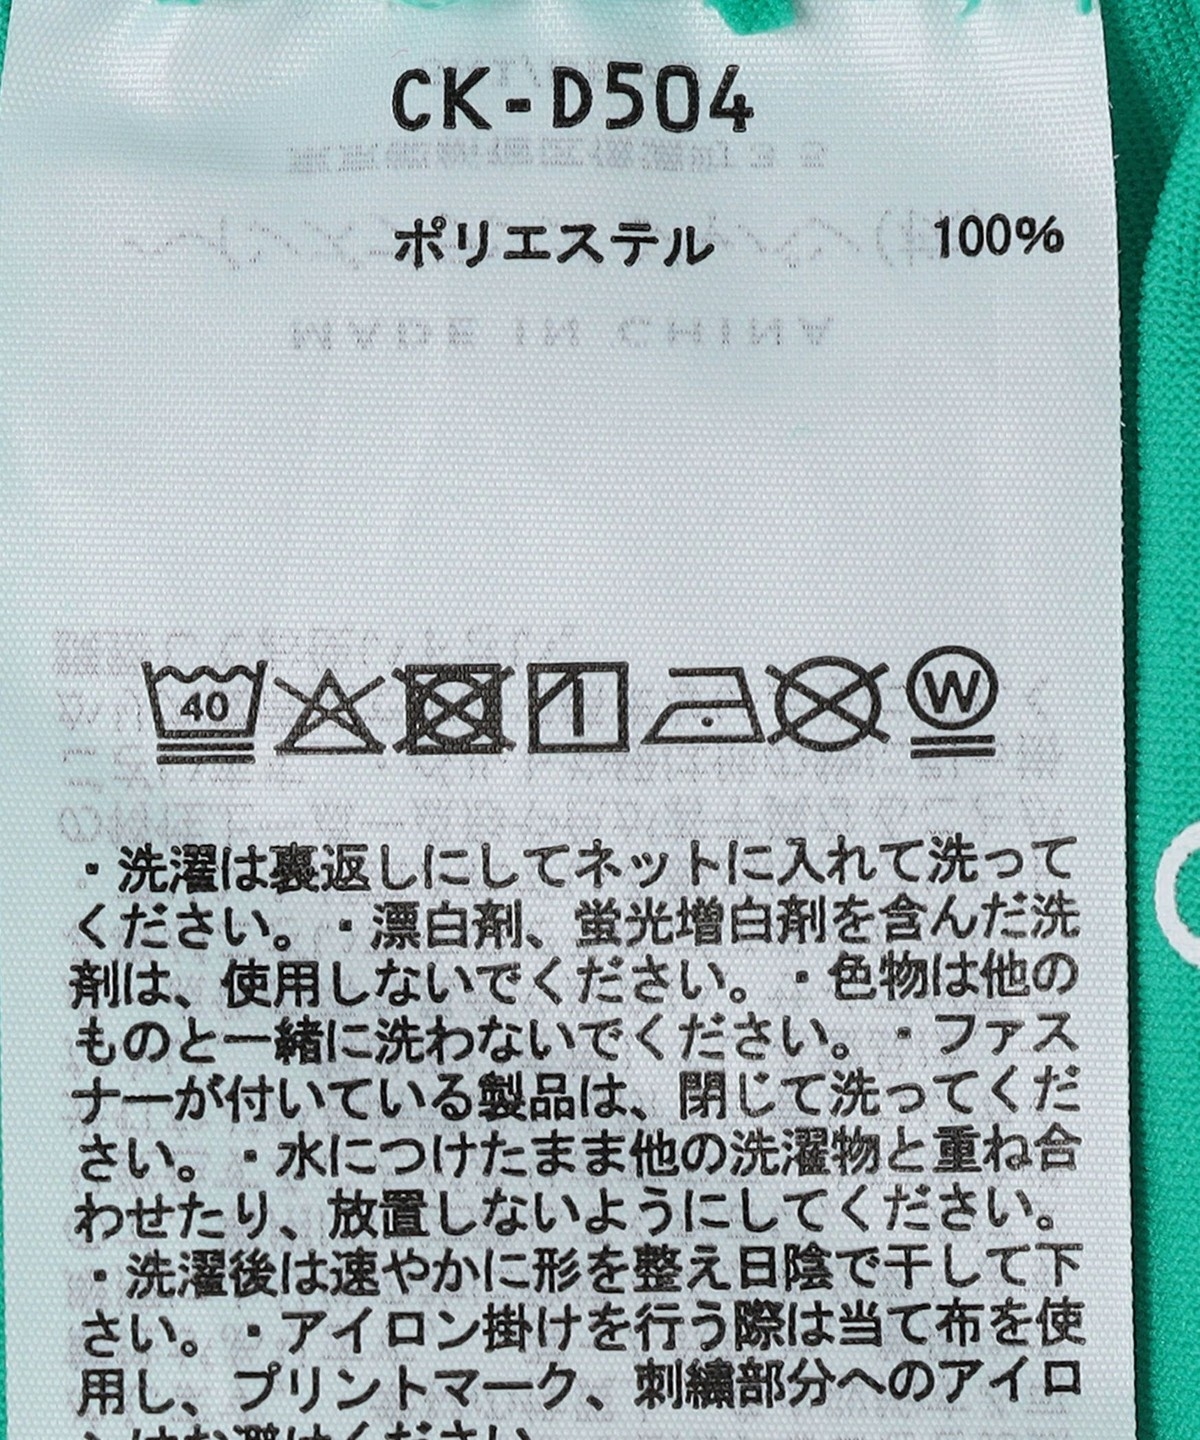 CK-D504
ポリエステル 100%
MADE IN CHINA
40
W
・洗濯は裏返しにしてネットに入れて洗って
ください。・漂白剤、蛍光増白剤を含んだ洗
剤は、使用しないでください。・色物は他の
ものと一緒に洗わないでください。・ファス
ナーが付いている製品は、閉じて洗ってくだ
さい。・水につけたまま他の洗濯物と重ね合
わせたり、放置しないようにしてください。
・洗濯後は速やかに形を整え日陰で干して下
さい。・アイロン掛けを行う際は当て布を使
用し、プリントマーク、刺繍部分へのアイロ